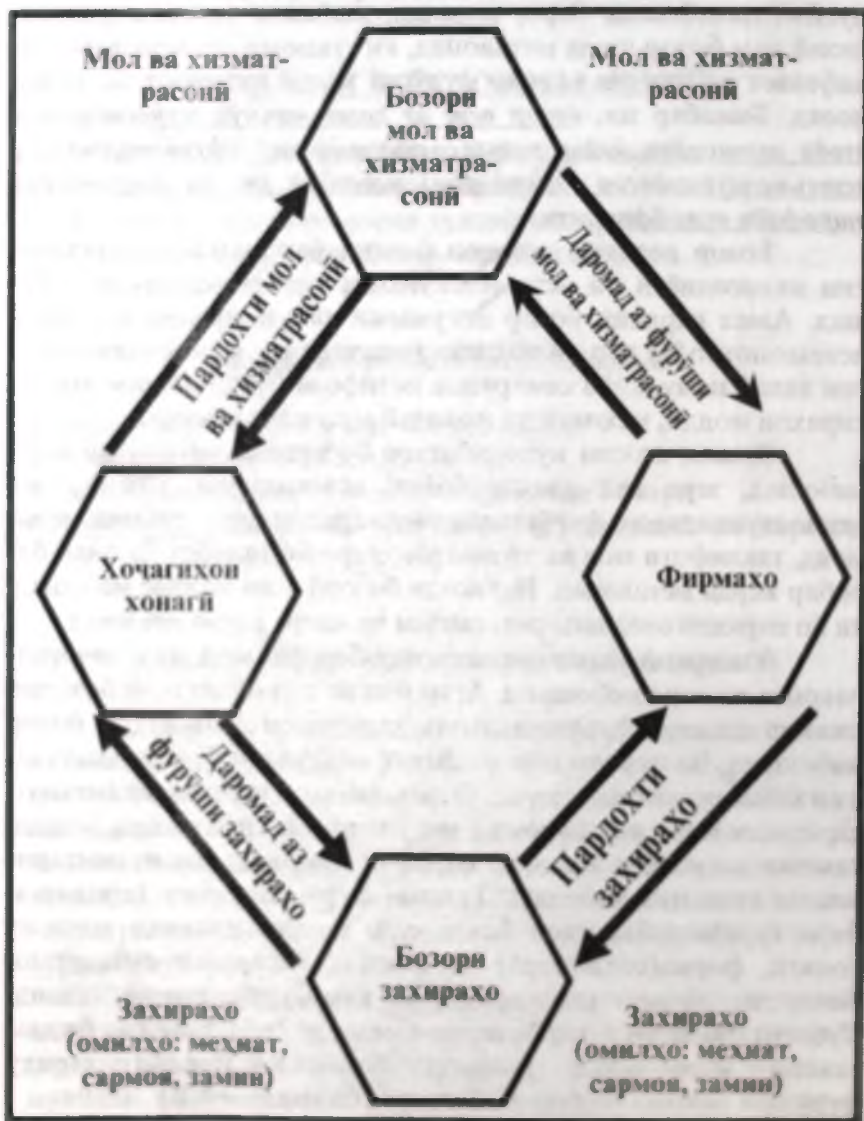 Мол ва хизмат-
расонӣ
Мол ва хизмат-
расонӣ
Бозори
мол ва
хизматра-
сонӣ
Пардохти мол
ва хизматрасонӣ
Даромад аз фурӯши
мол ва хизматрасонӣ
Хоҷагиҳои
хонагӣ
Фирмаҳо
Даромад аз
фурӯши захираҳо
Пардохти
захираҳо
Бозори
захираҳо
Захираҳо
(омилҳо: меҳнат,
сармоя, замин)
Захираҳо
(омилҳо: меҳнат,
сармоя, замин)